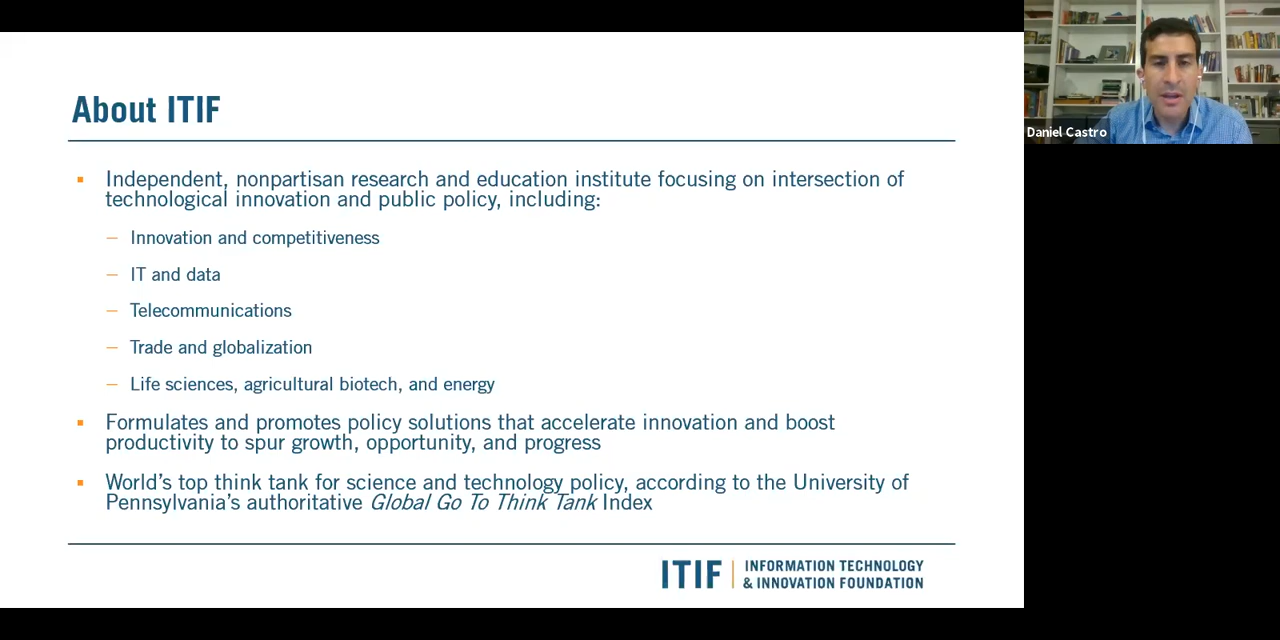 About ITIF
Independent, nonpartisan research and education institute focusing on intersection of
technological innovation and public policy, including:
– Innovation and competitiveness
– IT and data
– Telecommunications
– Trade and globalization
– Life sciences, agricultural biotech, and energy
Formulates and promotes policy solutions that accelerate innovation and boost
productivity to spur growth, opportunity, and progress
World’s top think tank for science and technology policy, according to the University of
Pennsylvania’s authoritative Global Go To Think Tank Index
ITIF | INFORMATION TECHNOLOGY
& INNOVATION FOUNDATION
Daniel Castro